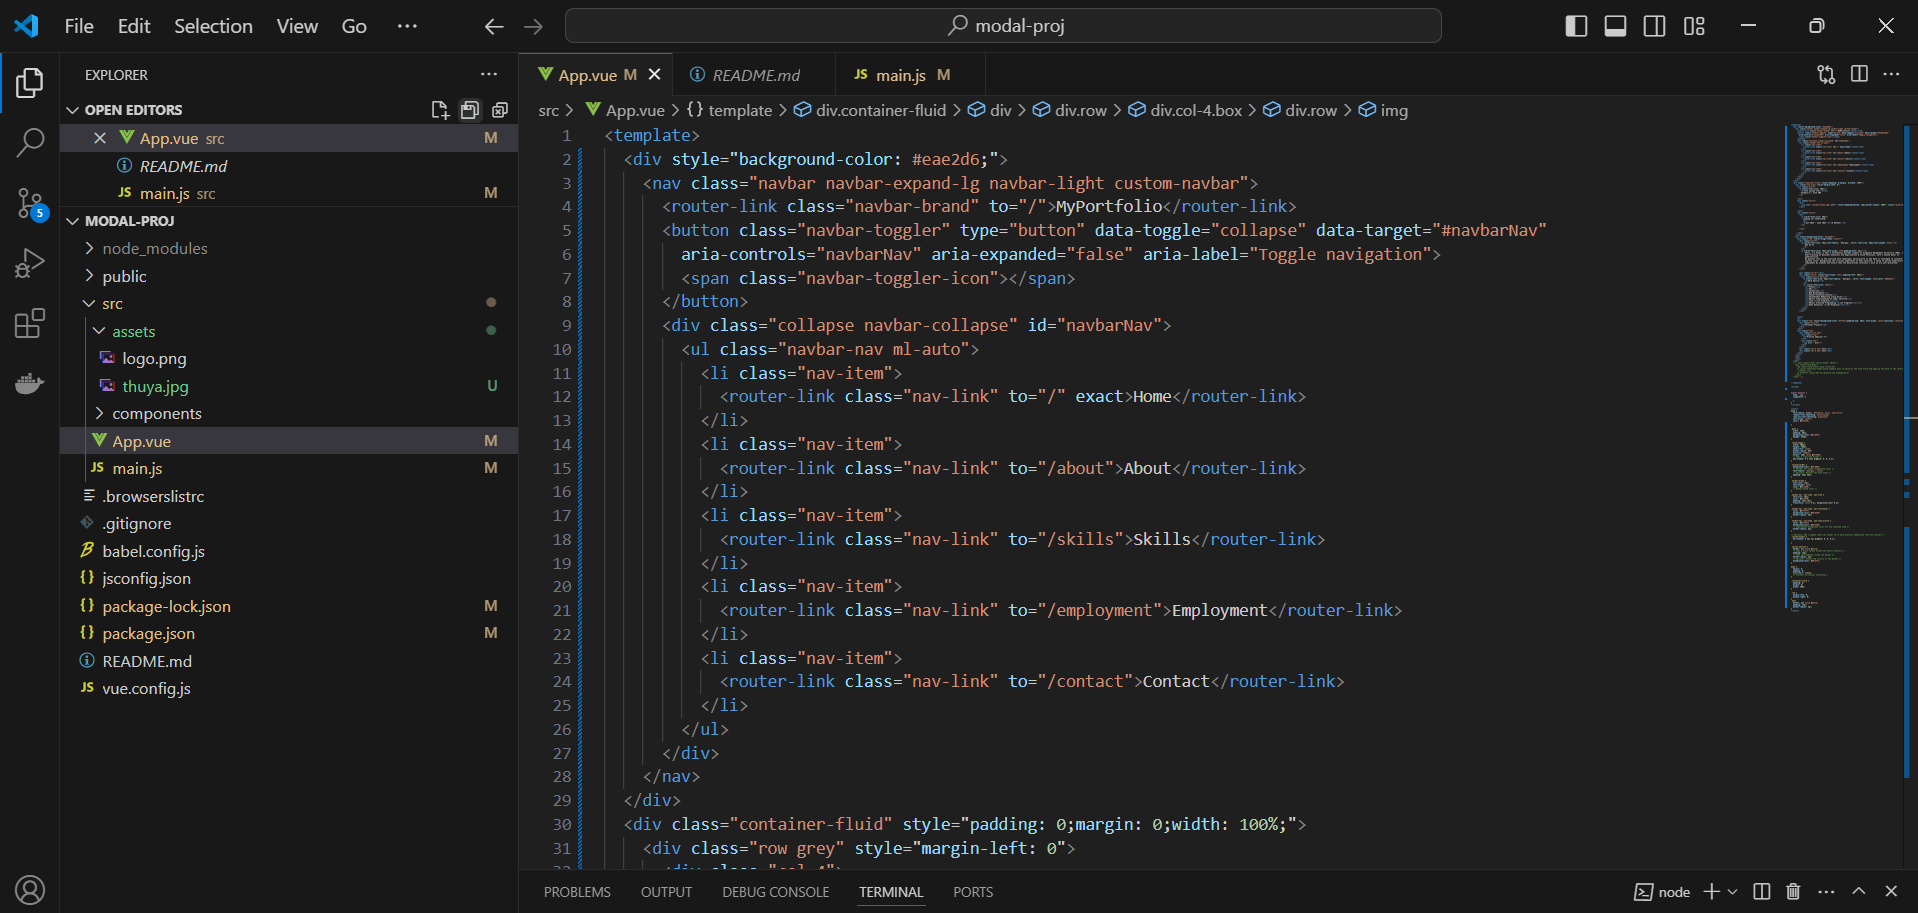 File Edit Selection View Go ··· modal-proj
EXPLORER
OPEN EDITORS
App.vue src M
README.md
main.js src M
5
MODAL-PROJ
node_modules
public
src
assets
logo.png
thuya.jpg U
components
App.vue M
JS main.js M
.browserslistrc
.gitignore
babel.config.js
{} jsconfig.json
{} package-lock.json M
{} package.json M
README.md
JS vue.config.js
App.vue M README.md JS main.js M
src > App.vue > {} template > div.container-fluid > div > div.row > div.col-4.box > div.row > img
1 <template>
2 <div style="background-color: #eae2d6;">
3 <nav class="navbar navbar-expand-lg navbar-light custom-navbar">
4 <router-link class="navbar-brand" to="/">MyPortfolio</router-link>
5 <button class="navbar-toggler" type="button" data-toggle="collapse" data-target="#navbarNav"
6 aria-controls="navbarNav" aria-expanded="false" aria-label="Toggle navigation">
7 <span class="navbar-toggler-icon"></span>
8 </button>
9 <div class="collapse navbar-collapse" id="navbarNav">
10 <ul class="navbar-nav ml-auto">
11 <li class="nav-item">
12 <router-link class="nav-link" to="/" exact>Home</router-link>
13 </li>
14 <li class="nav-item">
15 <router-link class="nav-link" to="/about">About</router-link>
16 </li>
17 <li class="nav-item">
18 <router-link class="nav-link" to="/skills">Skills</router-link>
19 </li>
20 <li class="nav-item">
21 <router-link class="nav-link" to="/employment">Employment</router-link>
22 </li>
23 <li class="nav-item">
24 <router-link class="nav-link" to="/contact">Contact</router-link>
25 </li>
26 </ul>
27 </div>
28 </nav>
29 </div>
30 <div class="container-fluid" style="padding: 0;margin: 0;width: 100%;">
31 <div class="row grey" style="margin-left: 0">
PROBLEMS OUTPUT DEBUG CONSOLE TERMINAL PORTS node